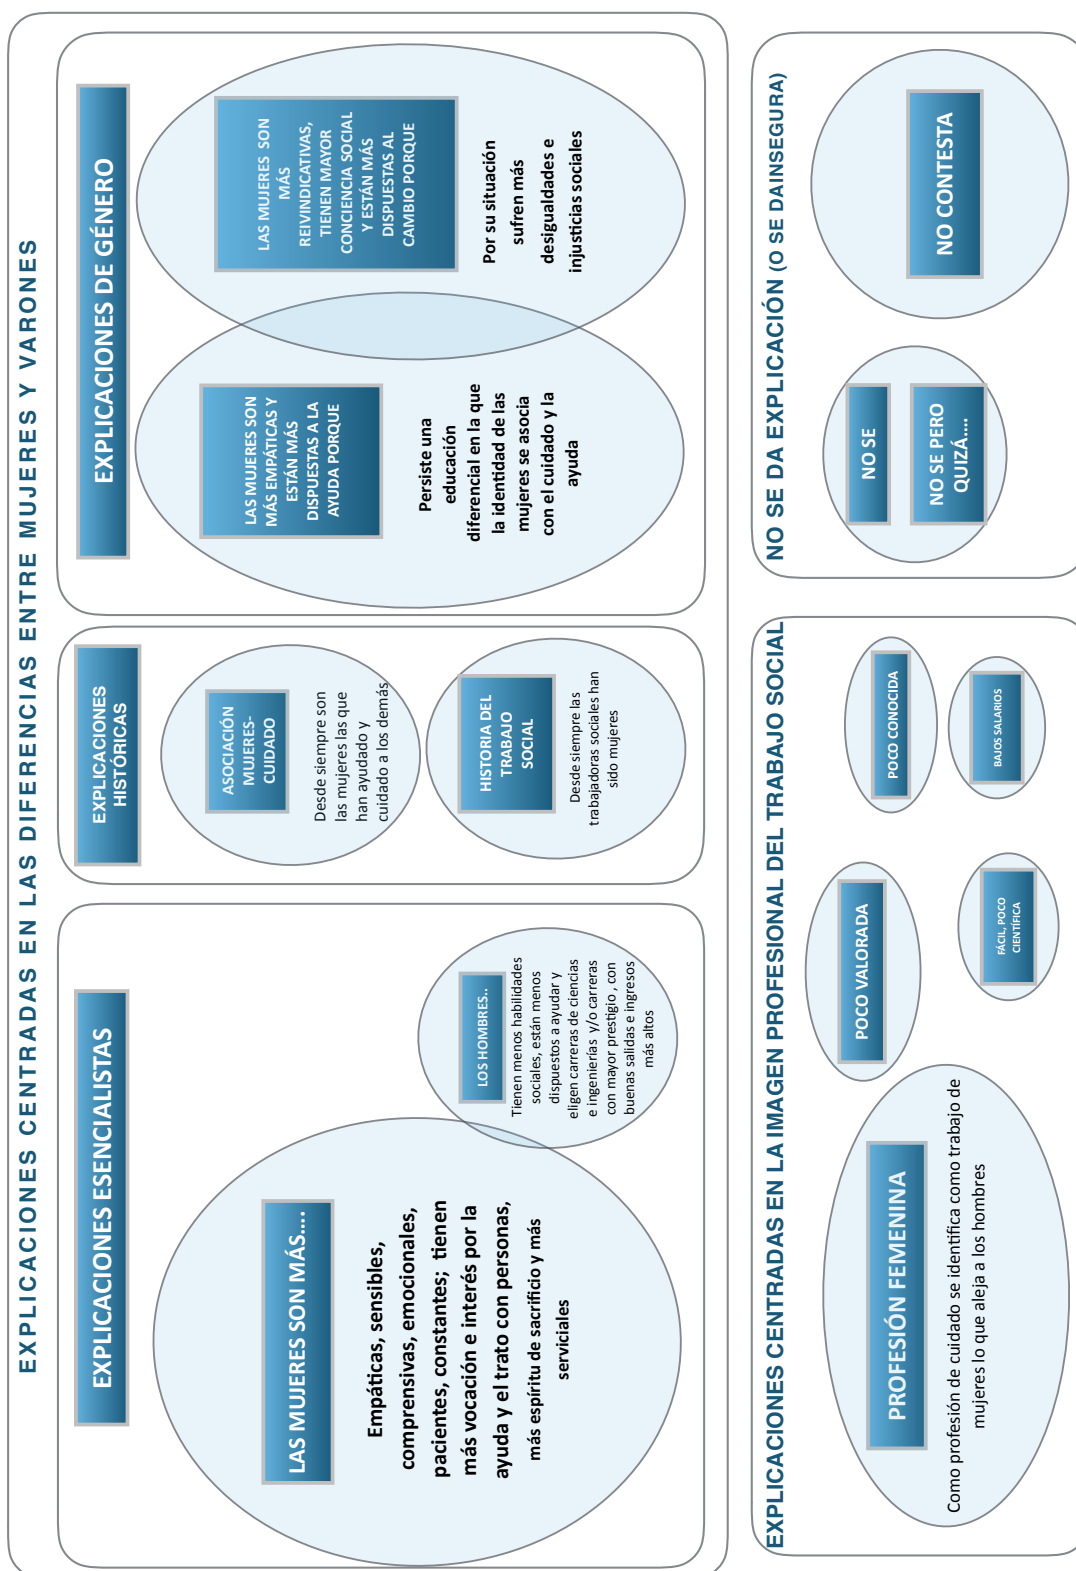 EXPLICACIONES CENTRADAS EN LAS DIFERENCIAS ENTRE MUJERES Y VARONES
EXPLICACIONES ESENCIALISTAS
LAS MUJERES SON MÁS....
Empáticas, sensibles,
comprensivas, emocionales,
pacientes, constantes; tienen
más vocación e interés por la
ayuda y el trato con personas,
más espíritu de sacrificio y más
serviciales
LOS HOMBRES..
Tienen menos habilidades
sociales, están menos
dispuestos a ayudar y
eligen carreras de ciencias
e ingenierías y/o carreras
con mayor prestigio , con
buenas salidas e ingresos
más altos
EXPLICACIONES
HISTÓRICAS
ASOCIACIÓN
MUJERES-
CUIDADO
Desde siempre son
las mujeres las que
han ayudado y
cuidado a los demás
HISTORIA DEL
TRABAJO
SOCIAL
Desde siempre las
trabajadoras sociales han
sido mujeres
EXPLICACIONES DE GÉNERO
LAS MUJERES SON
MÁS EMPÁTICAS Y
ESTÁN MÁS
DISPUESTAS A LA
AYUDA PORQUE
Persiste una
educación
diferencial en la que
la identidad de las
mujeres se asocia
con el cuidado y la
ayuda
LAS MUJERES SON
MÁS
REIVINDICATIVAS,
TIENEN MAYOR
CONCIENCIA SOCIAL
Y ESTÁN MÁS
DISPUESTAS AL
CAMBIO PORQUE
Por su situación
sufren más
desigualdades e
injusticias sociales
EXPLICACIONES CENTRADAS EN LA IMAGEN PROFESIONAL DEL TRABAJO SOCIAL
PROFESIÓN FEMENINA
Como profesión de cuidado se identifica como trabajo de
mujeres lo que aleja a los hombres
POCO VALORADA
FÁCIL, POCO
CIENTÍFICA
POCO CONOCIDA
BAJOS SALARIOS
NO SE DA EXPLICACIÓN (O SE DAINSEGURA)
NO SE
NO SE PERO
QUIZÁ....
NO CONTESTA